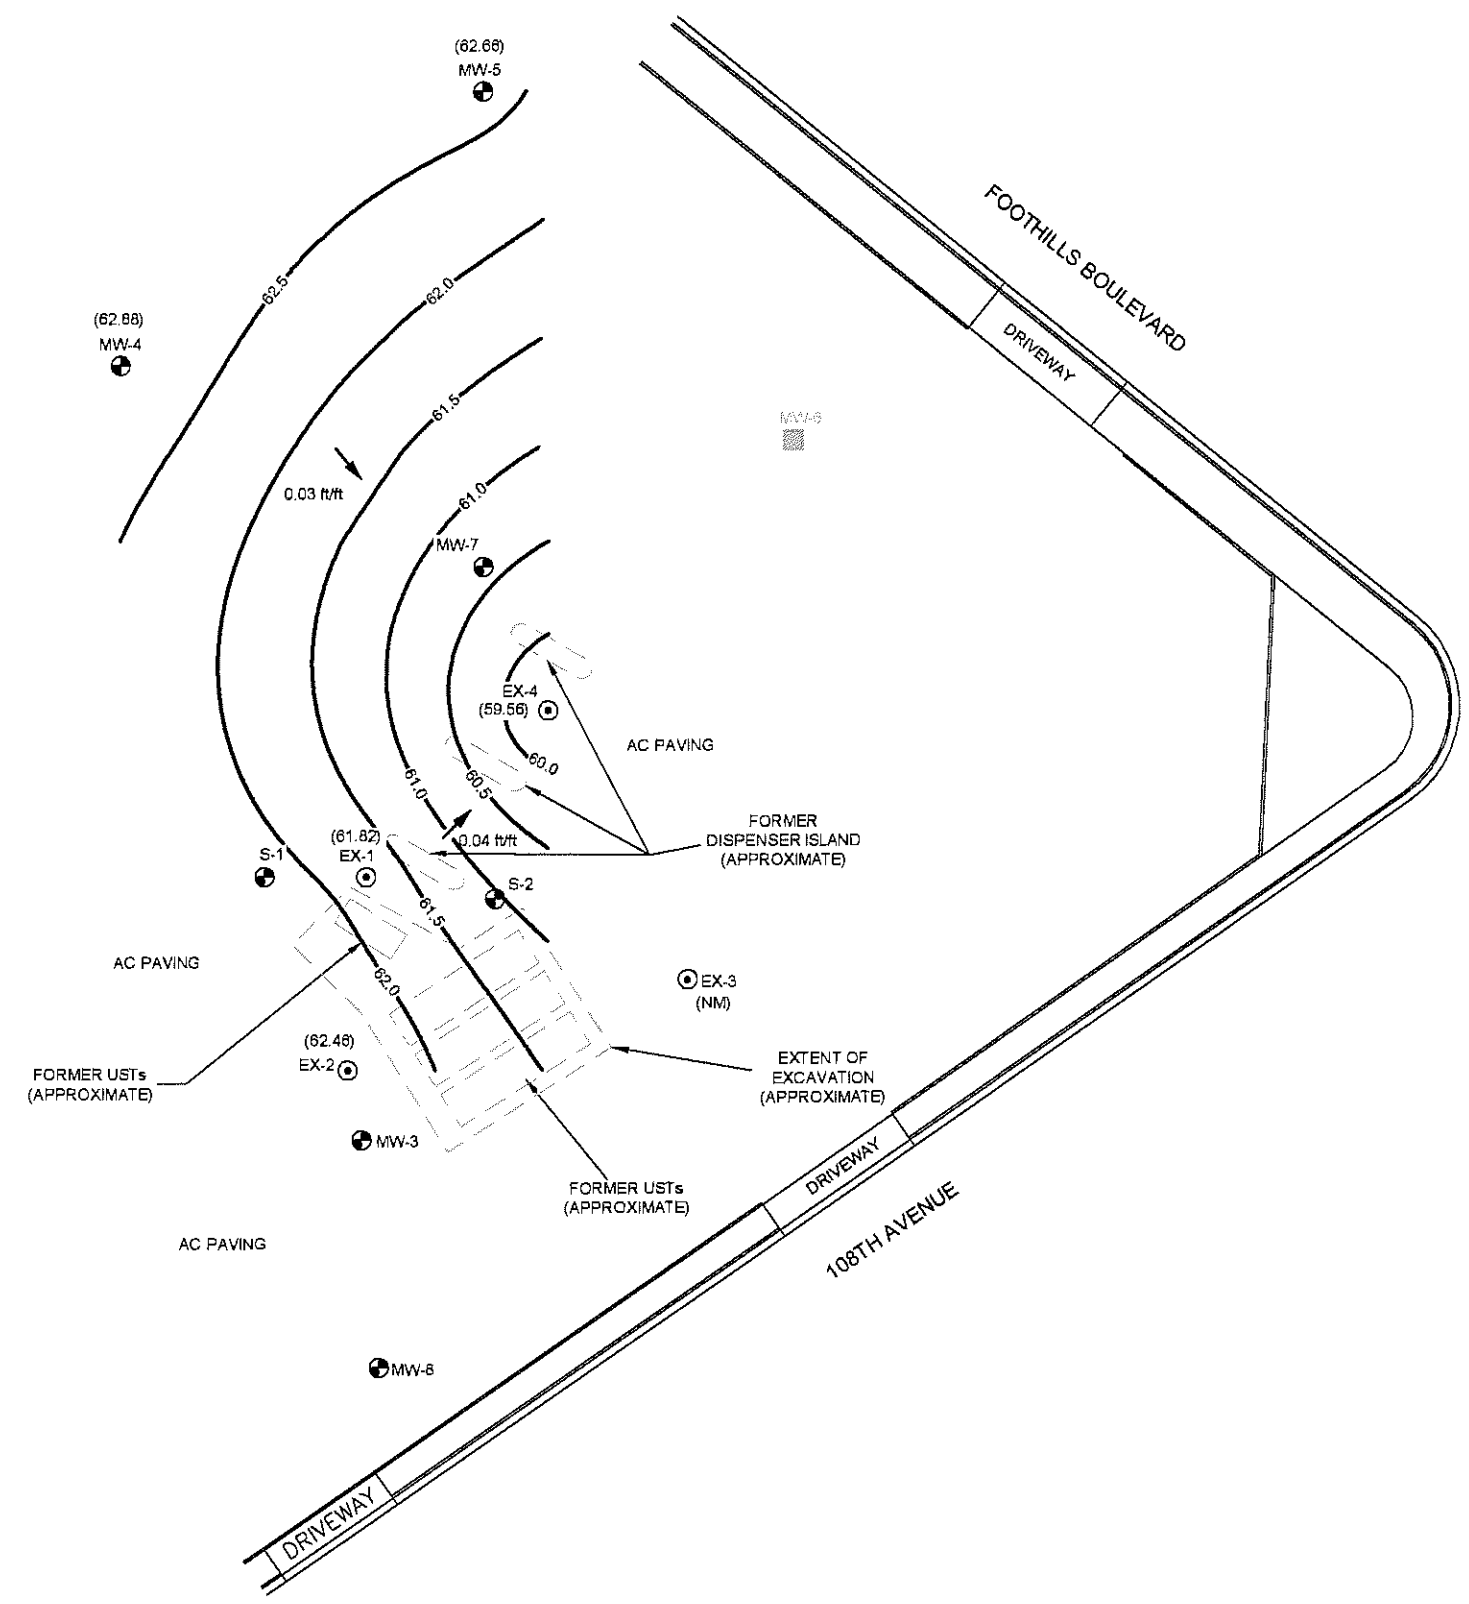 (62.66)
MW-5
FOOTHILLS BOULEVARD
62.5
62.0
(62.88)
MW-4
DRIVEWAY
61.5
MW-6
0.03 ft/ft
61.0
MW-7
EX-4
(59.56)
AC PAVING
60.0
61.0
60.5
FORMER
DISPENSER ISLAND
(APPROXIMATE)
(61.82)
EX-1
0.04 ft/ft
S-1
S-2
61.5
AC PAVING
62.0
EX-3
(NM)
(62.46)
EX-2
FORMER USTs
(APPROXIMATE)
EXTENT OF
EXCAVATION
(APPROXIMATE)
MW-3
DRIVEWAY
FORMER USTs
(APPROXIMATE)
108TH AVENUE
AC PAVING
MW-8
DRIVEWAY